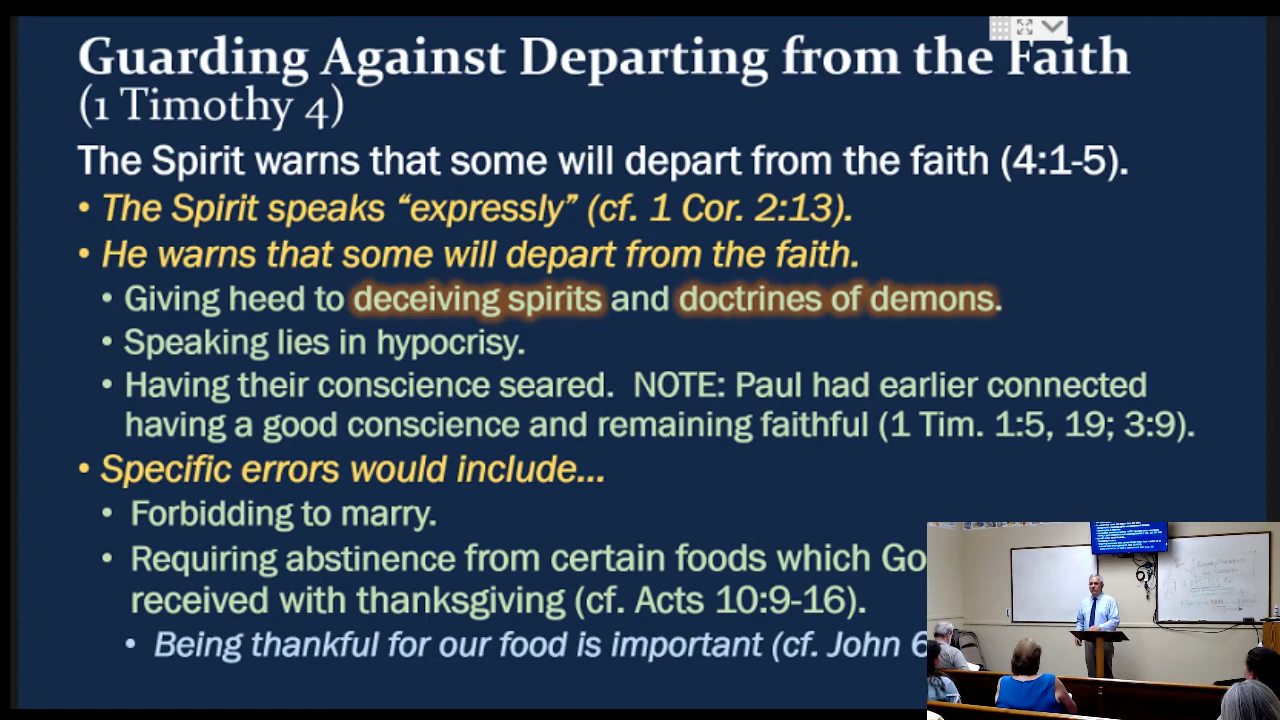 Guarding Against Departing from the Faith
(1 Timothy 4)
The Spirit warns that some will depart from the faith (4:1-5).
• The Spirit speaks “expressly” (cf. 1 Cor. 2:13).
• He warns that some will depart from the faith.
• Giving heed to deceiving spirits and doctrines of demons.
• Speaking lies in hypocrisy.
• Having their conscience seared.  NOTE: Paul had earlier connected
having a good conscience and remaining faithful (1 Tim. 1:5, 19; 3:9).
• Specific errors would include...
• Forbidding to marry.
• Requiring abstinence from certain foods which
received with thanksgiving (cf. Acts 10:9-16).
• Being thankful for our food is important (cf. John